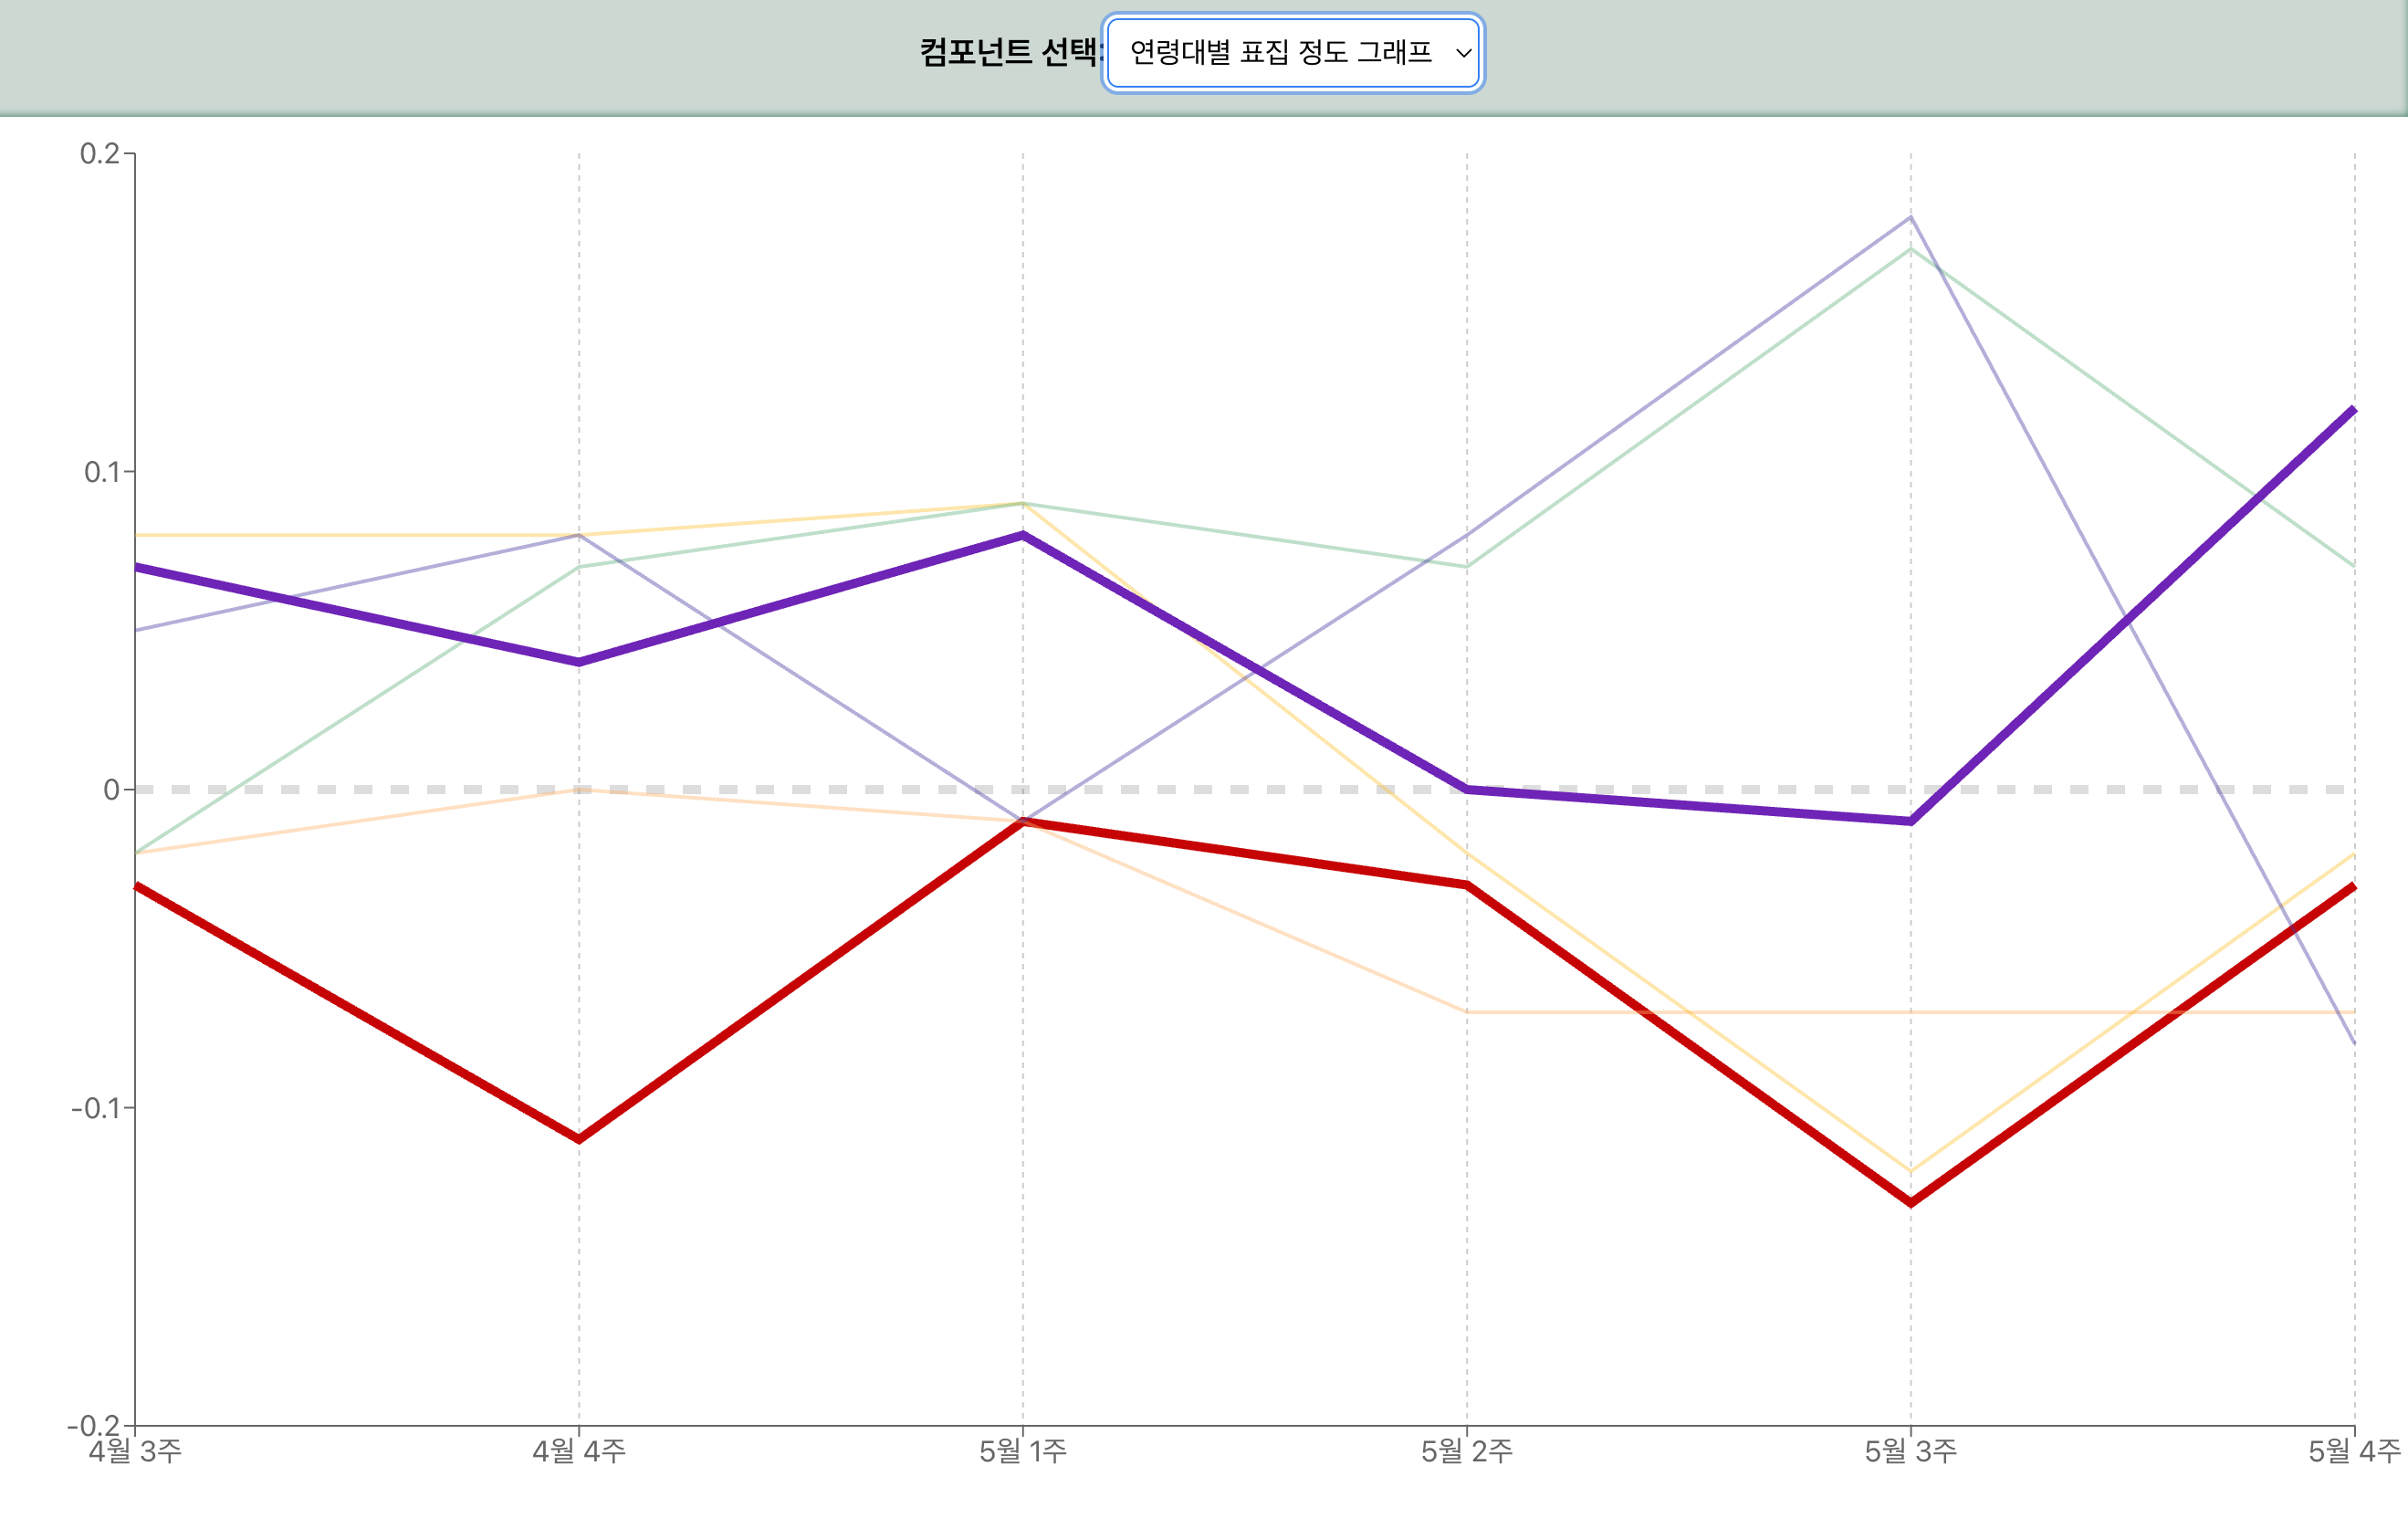 컴포넌트 선택:
연령대별 표집 정도 그래프
0.2
0.1
0
-0.1
-0.2
4월 3주
4월 4주
5월 1주
5월 2주
5월 3주
5월 4주